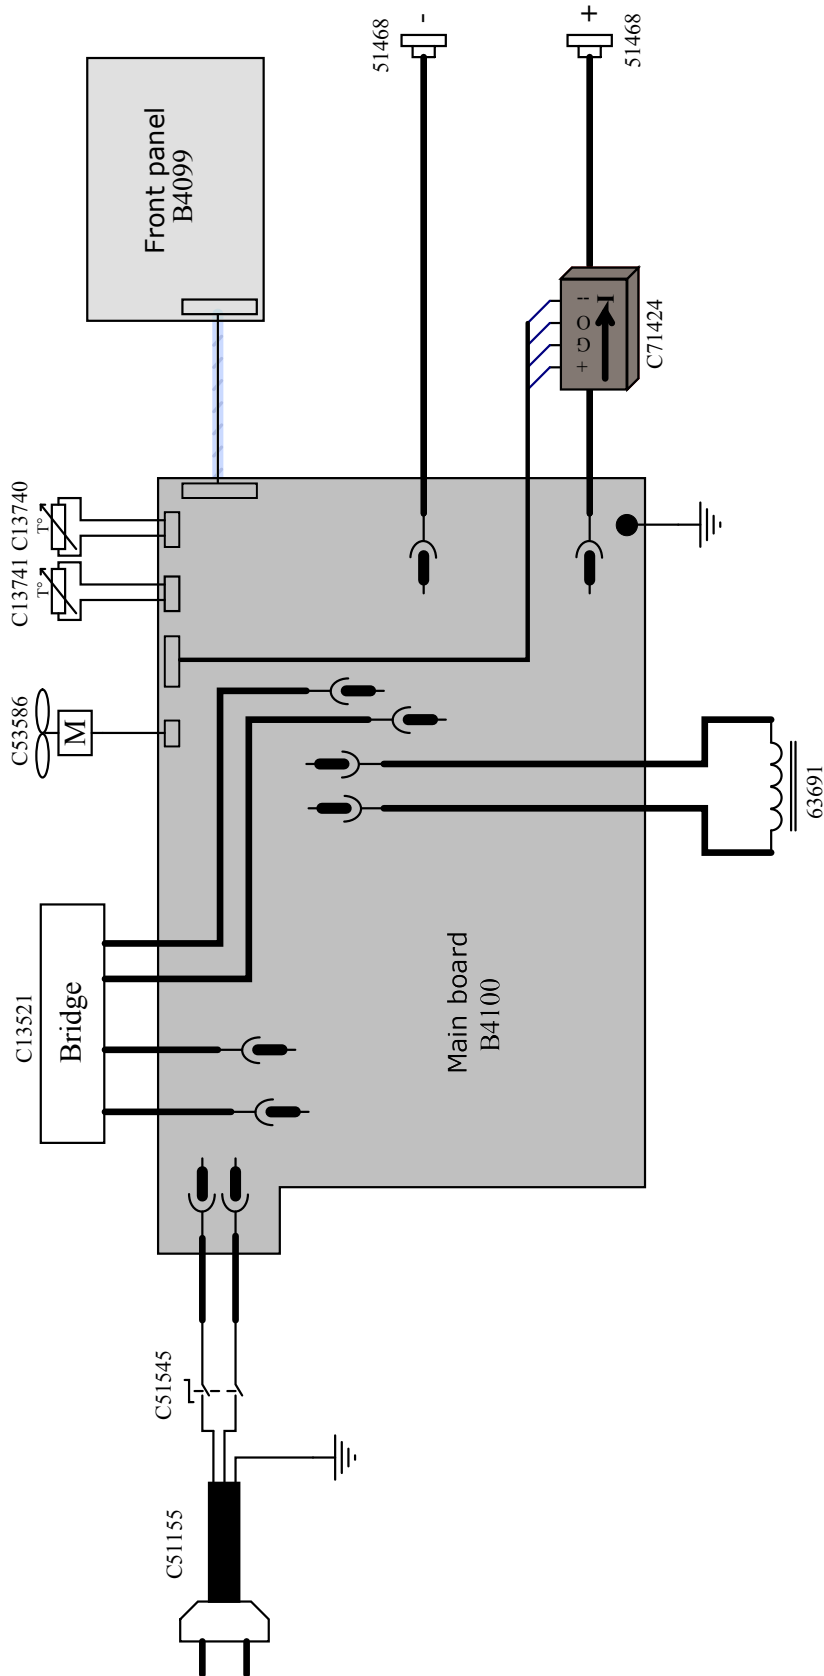 C51155
C51545
C13521
Bridge
C53586
M
C13741
T°
C13740
T°
Front panel
B4099
Main board
B4100
51468
-
51468
+
C71424
+
G
O
--
I
63691